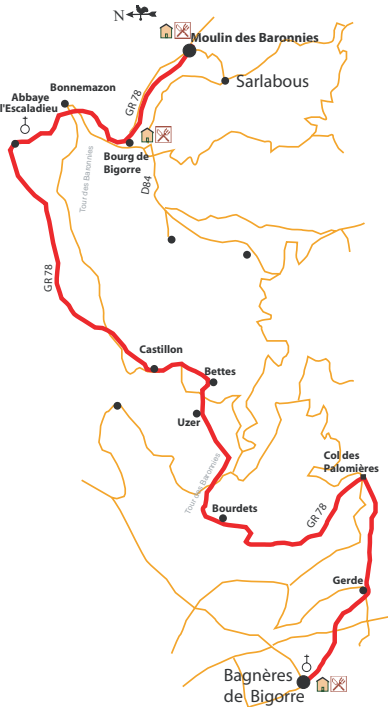 N
Moulin des Baronnies
Sarlabous
Bonnemazon
Abbaye
l'Escaladieu
GR 78
Bourg de
Bigorre
Tour des Baronnies
D84
GR 78
Castillon
Bettes
Uzer
Tour des Baronnies
Col des
Palomières
Bourdets
GR 78
Gerde
Bagnères
de Bigorre